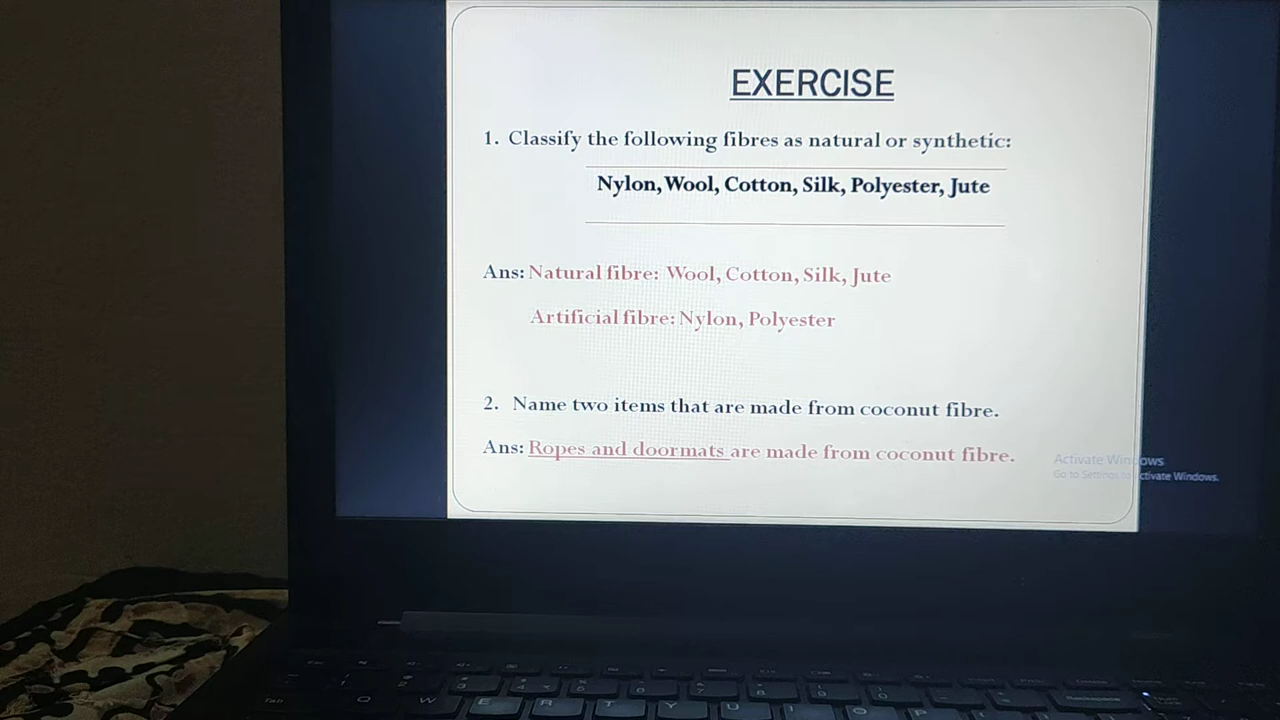 EXERCISE
1. Classify the following fibres as natural or synthetic:
Nylon, Wool, Cotton, Silk, Polyester, Jute
Ans: Natural fibre: Wool, Cotton, Silk, Jute
Artificial fibre: Nylon, Polyester
2. Name two items that are made from coconut fibre.
Ans: Ropes and doormats are made from coconut fibre.
Activate Windows
Go to Settings to activate Windows.
Tab Q W E R T Y U I O P